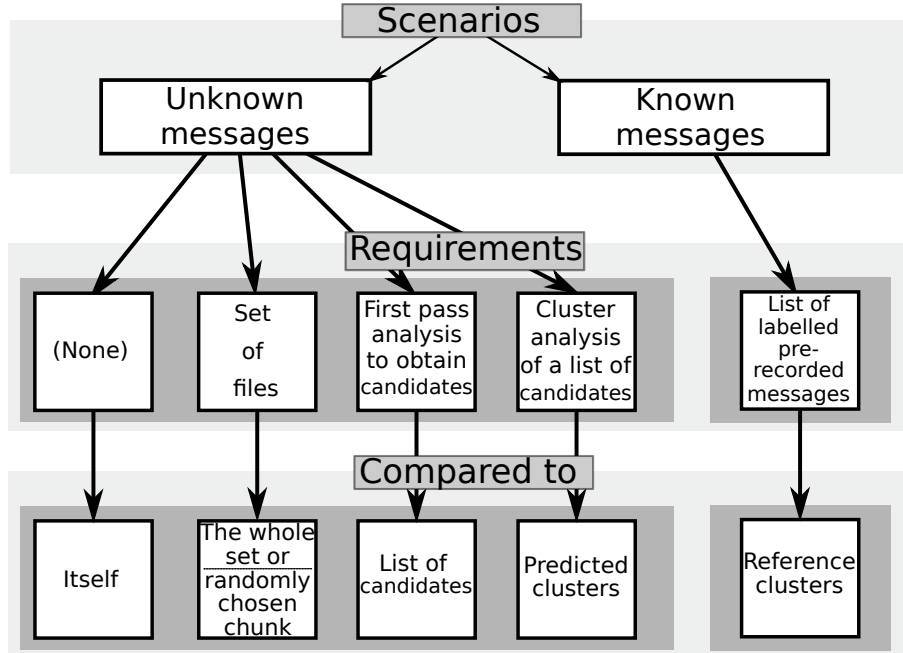 Scenarios
Unknown
messages
Known
messages
Requirements
(None)
Set
of
files
First pass
analysis
to obtain
candidates
Cluster
analysis
of a list of
candidates
List of
labelled
pre-
recorded
messages
Compared to
Itself
The whole
set or
randomly
chosen
chunk
List of
candidates
Predicted
clusters
Reference
clusters